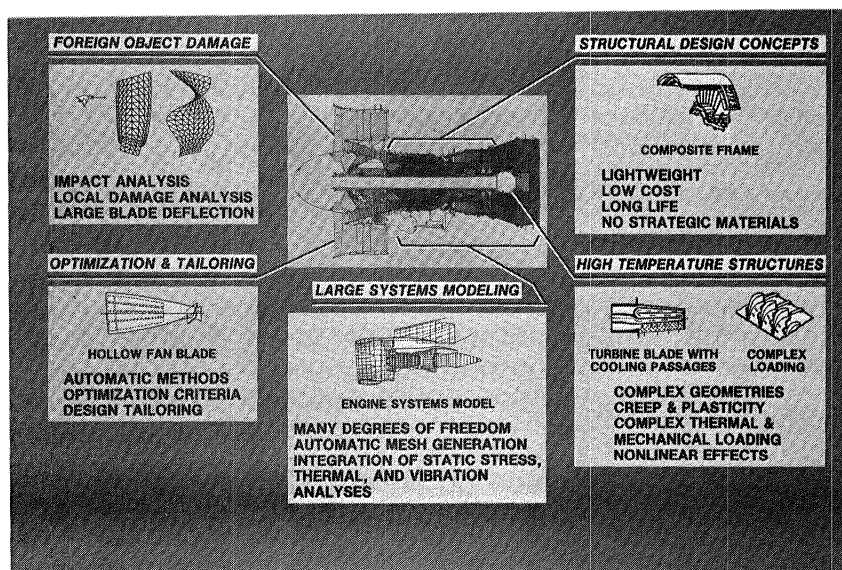 FOREIGN OBJECT DAMAGE
IMPACT ANALYSIS
LOCAL DAMAGE ANALYSIS
LARGE BLADE DEFLECTION
STRUCTURAL DESIGN CONCEPTS
COMPOSITE FRAME
LIGHTWEIGHT
LOW COST
LONG LIFE
NO STRATEGIC MATERIALS
OPTIMIZATION & TAILORING
HOLLOW FAN BLADE
AUTOMATIC METHODS
OPTIMIZATION CRITERIA
DESIGN TAILORING
LARGE SYSTEMS MODELING
ENGINE SYSTEMS MODEL
MANY DEGREES OF FREEDOM
AUTOMATIC MESH GENERATION
INTEGRATION OF STATIC STRESS,
THERMAL, AND VIBRATION
ANALYSES
HIGH TEMPERATURE STRUCTURES
TURBINE BLADE WITH
COOLING PASSAGES
COMPLEX
LOADING
COMPLEX GEOMETRIES
CREEP & PLASTICITY
COMPLEX THERMAL &
MECHANICAL LOADING
NONLINEAR EFFECTS